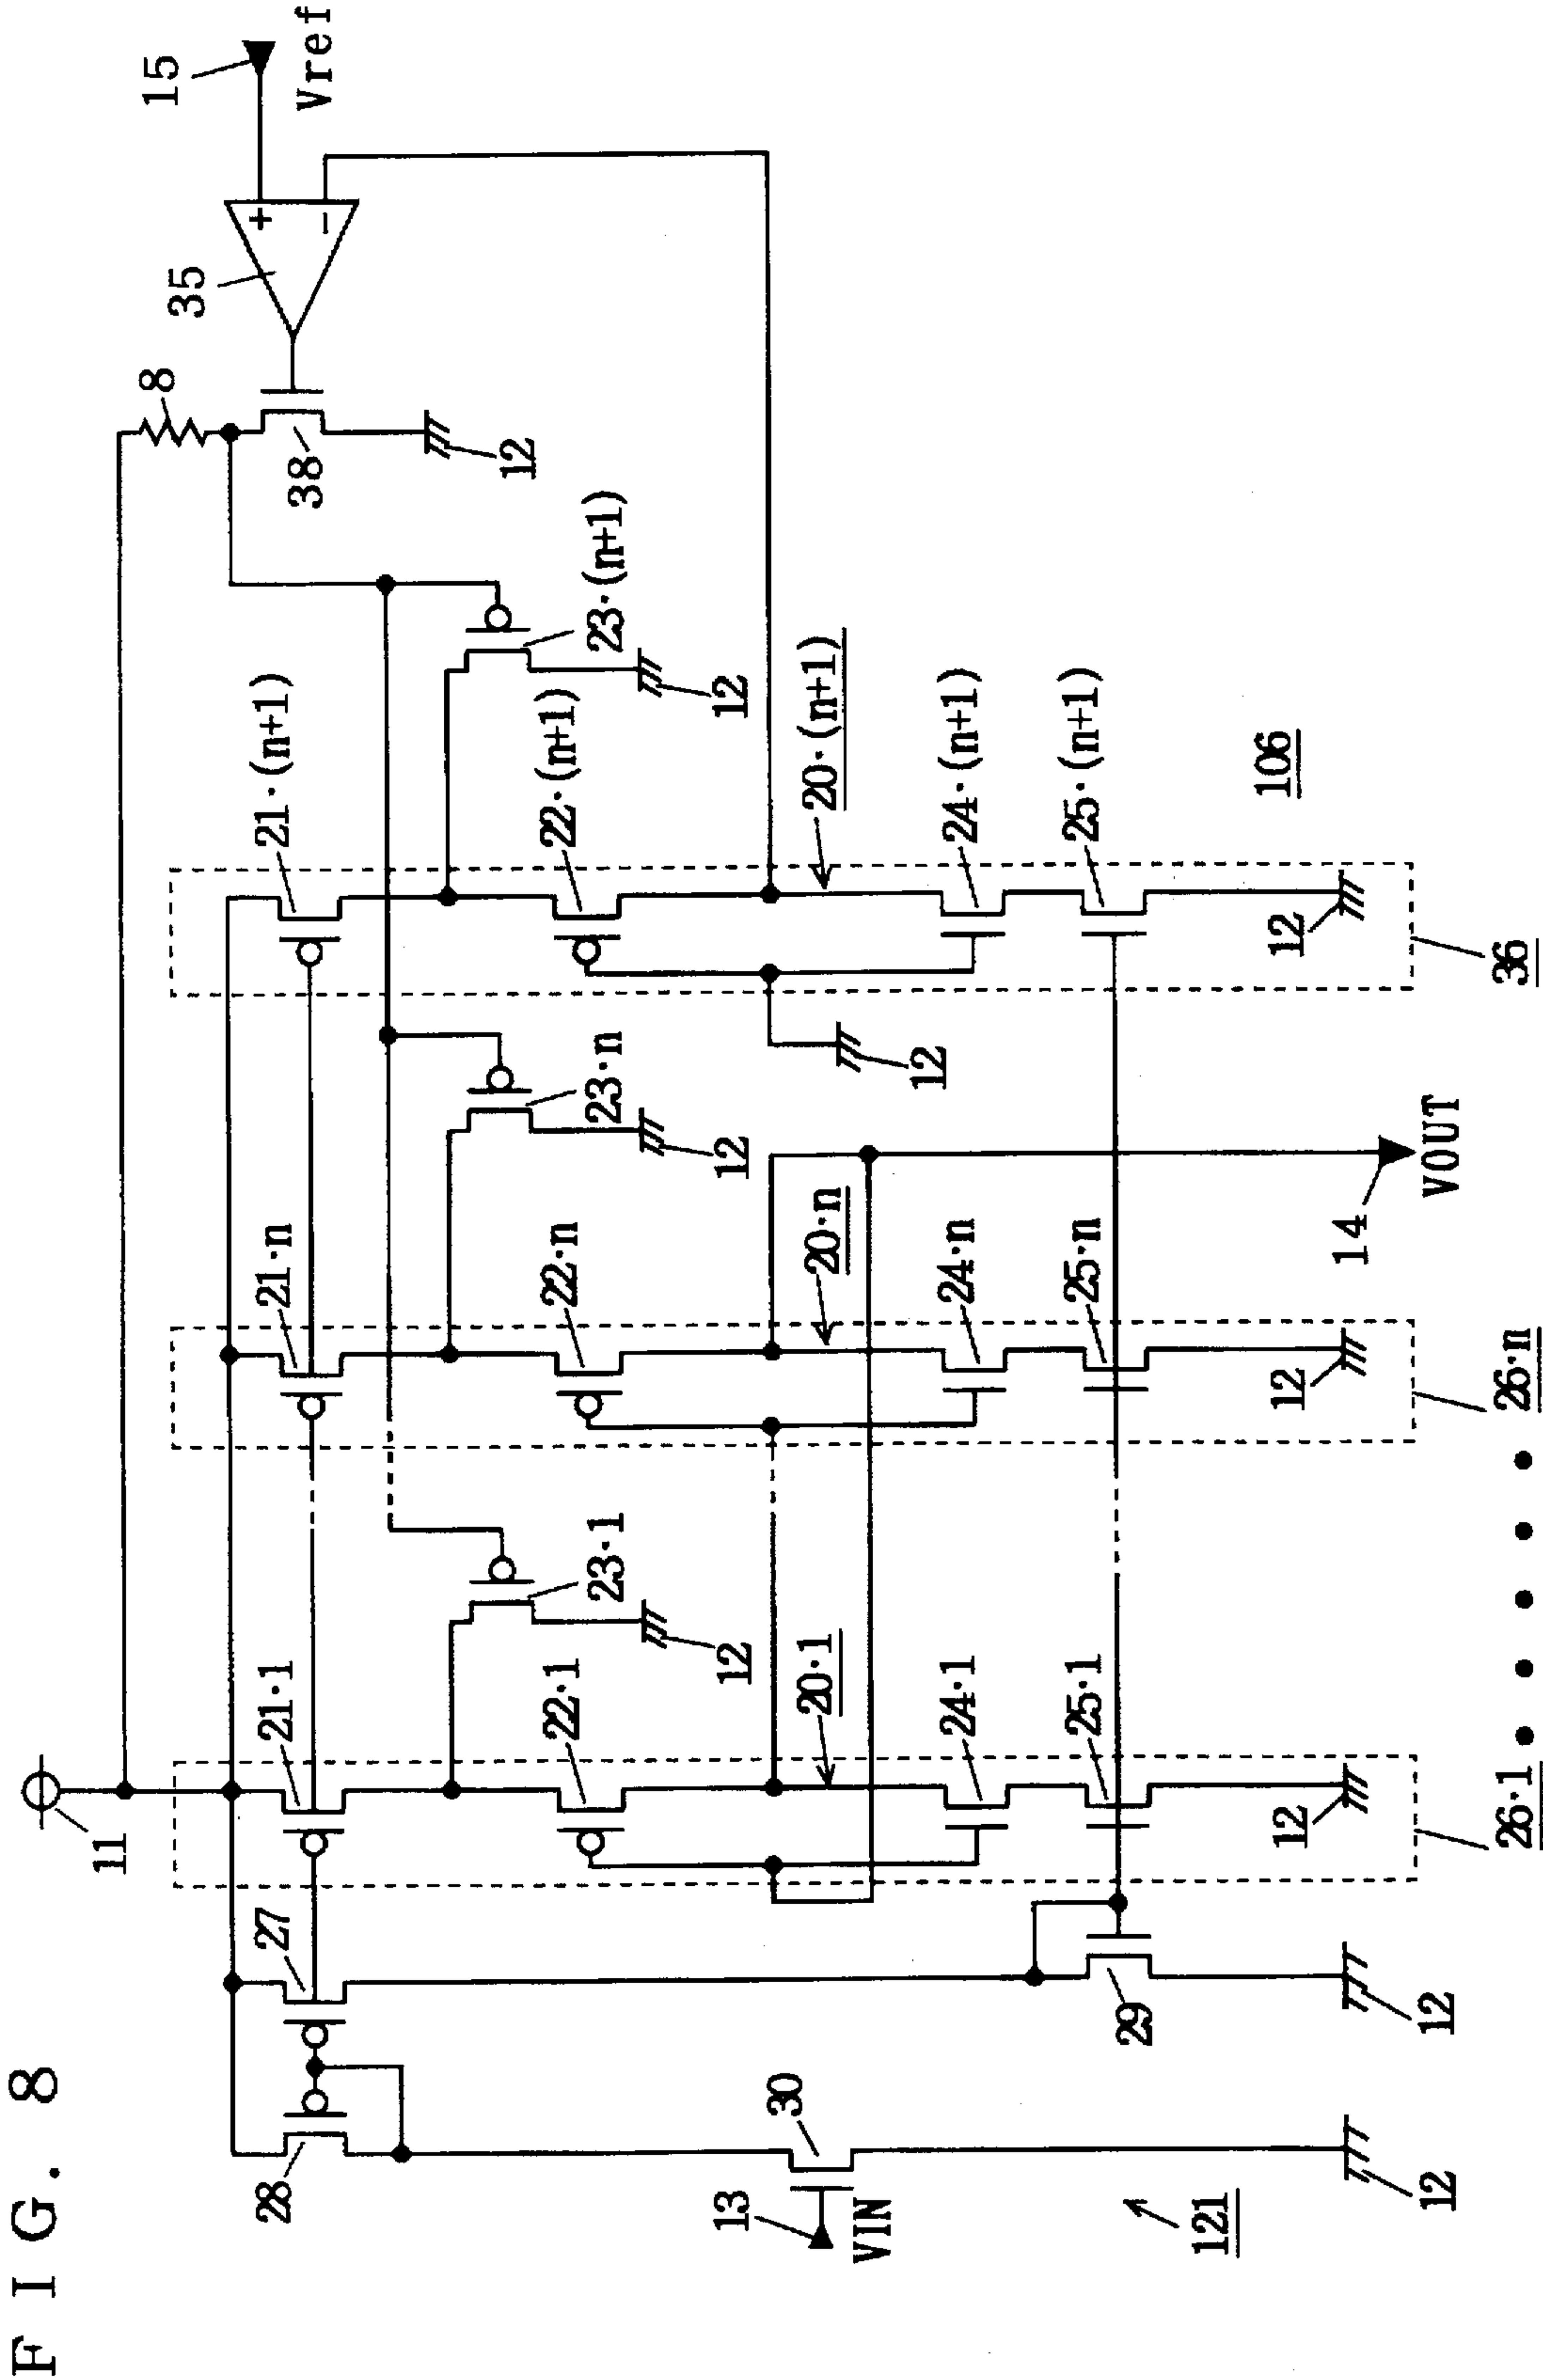 FIG. 8
11
8
15
Vref
35
38
12
28
27
21·1
21·n
21·(n+1)
22·1
23·1
12
22·n
23·n
12
22·(n+1)
23·(n+1)
12
13
VIN
30
20·1
20·n
12
20·(n+1)
24·1
24·n
24·(n+1)
29
25·1
25·n
25·(n+1)
121
106
12
12
12
12
12
14
VOUT
26·1
26·n
36
+
−